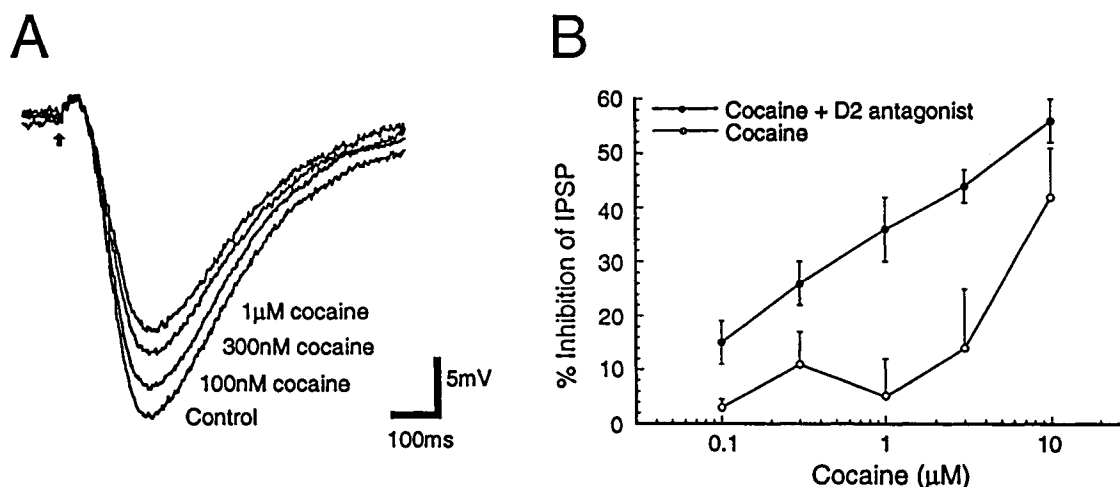 A
1μM cocaine
300nM cocaine
100nM cocaine
Control
5mV
100ms
B
% Inhibition of IPSP
60
50
40
30
20
10
0
Cocaine + D2 antagonist
Cocaine
0.1
1
10
Cocaine (μM)